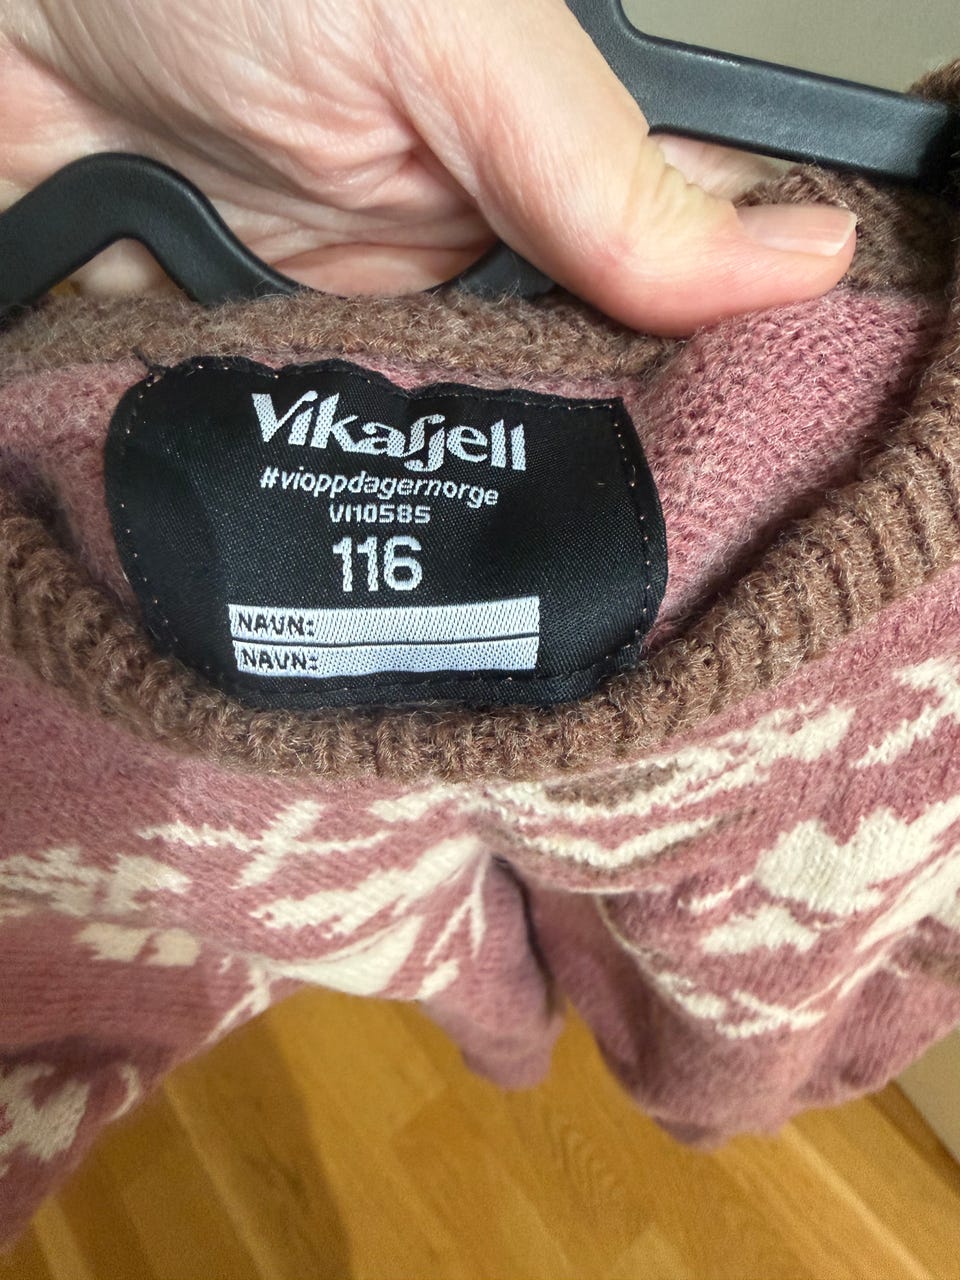 Vikafjell
#vioppdagernorge
VI10585
116
NAVN:
NAVN: